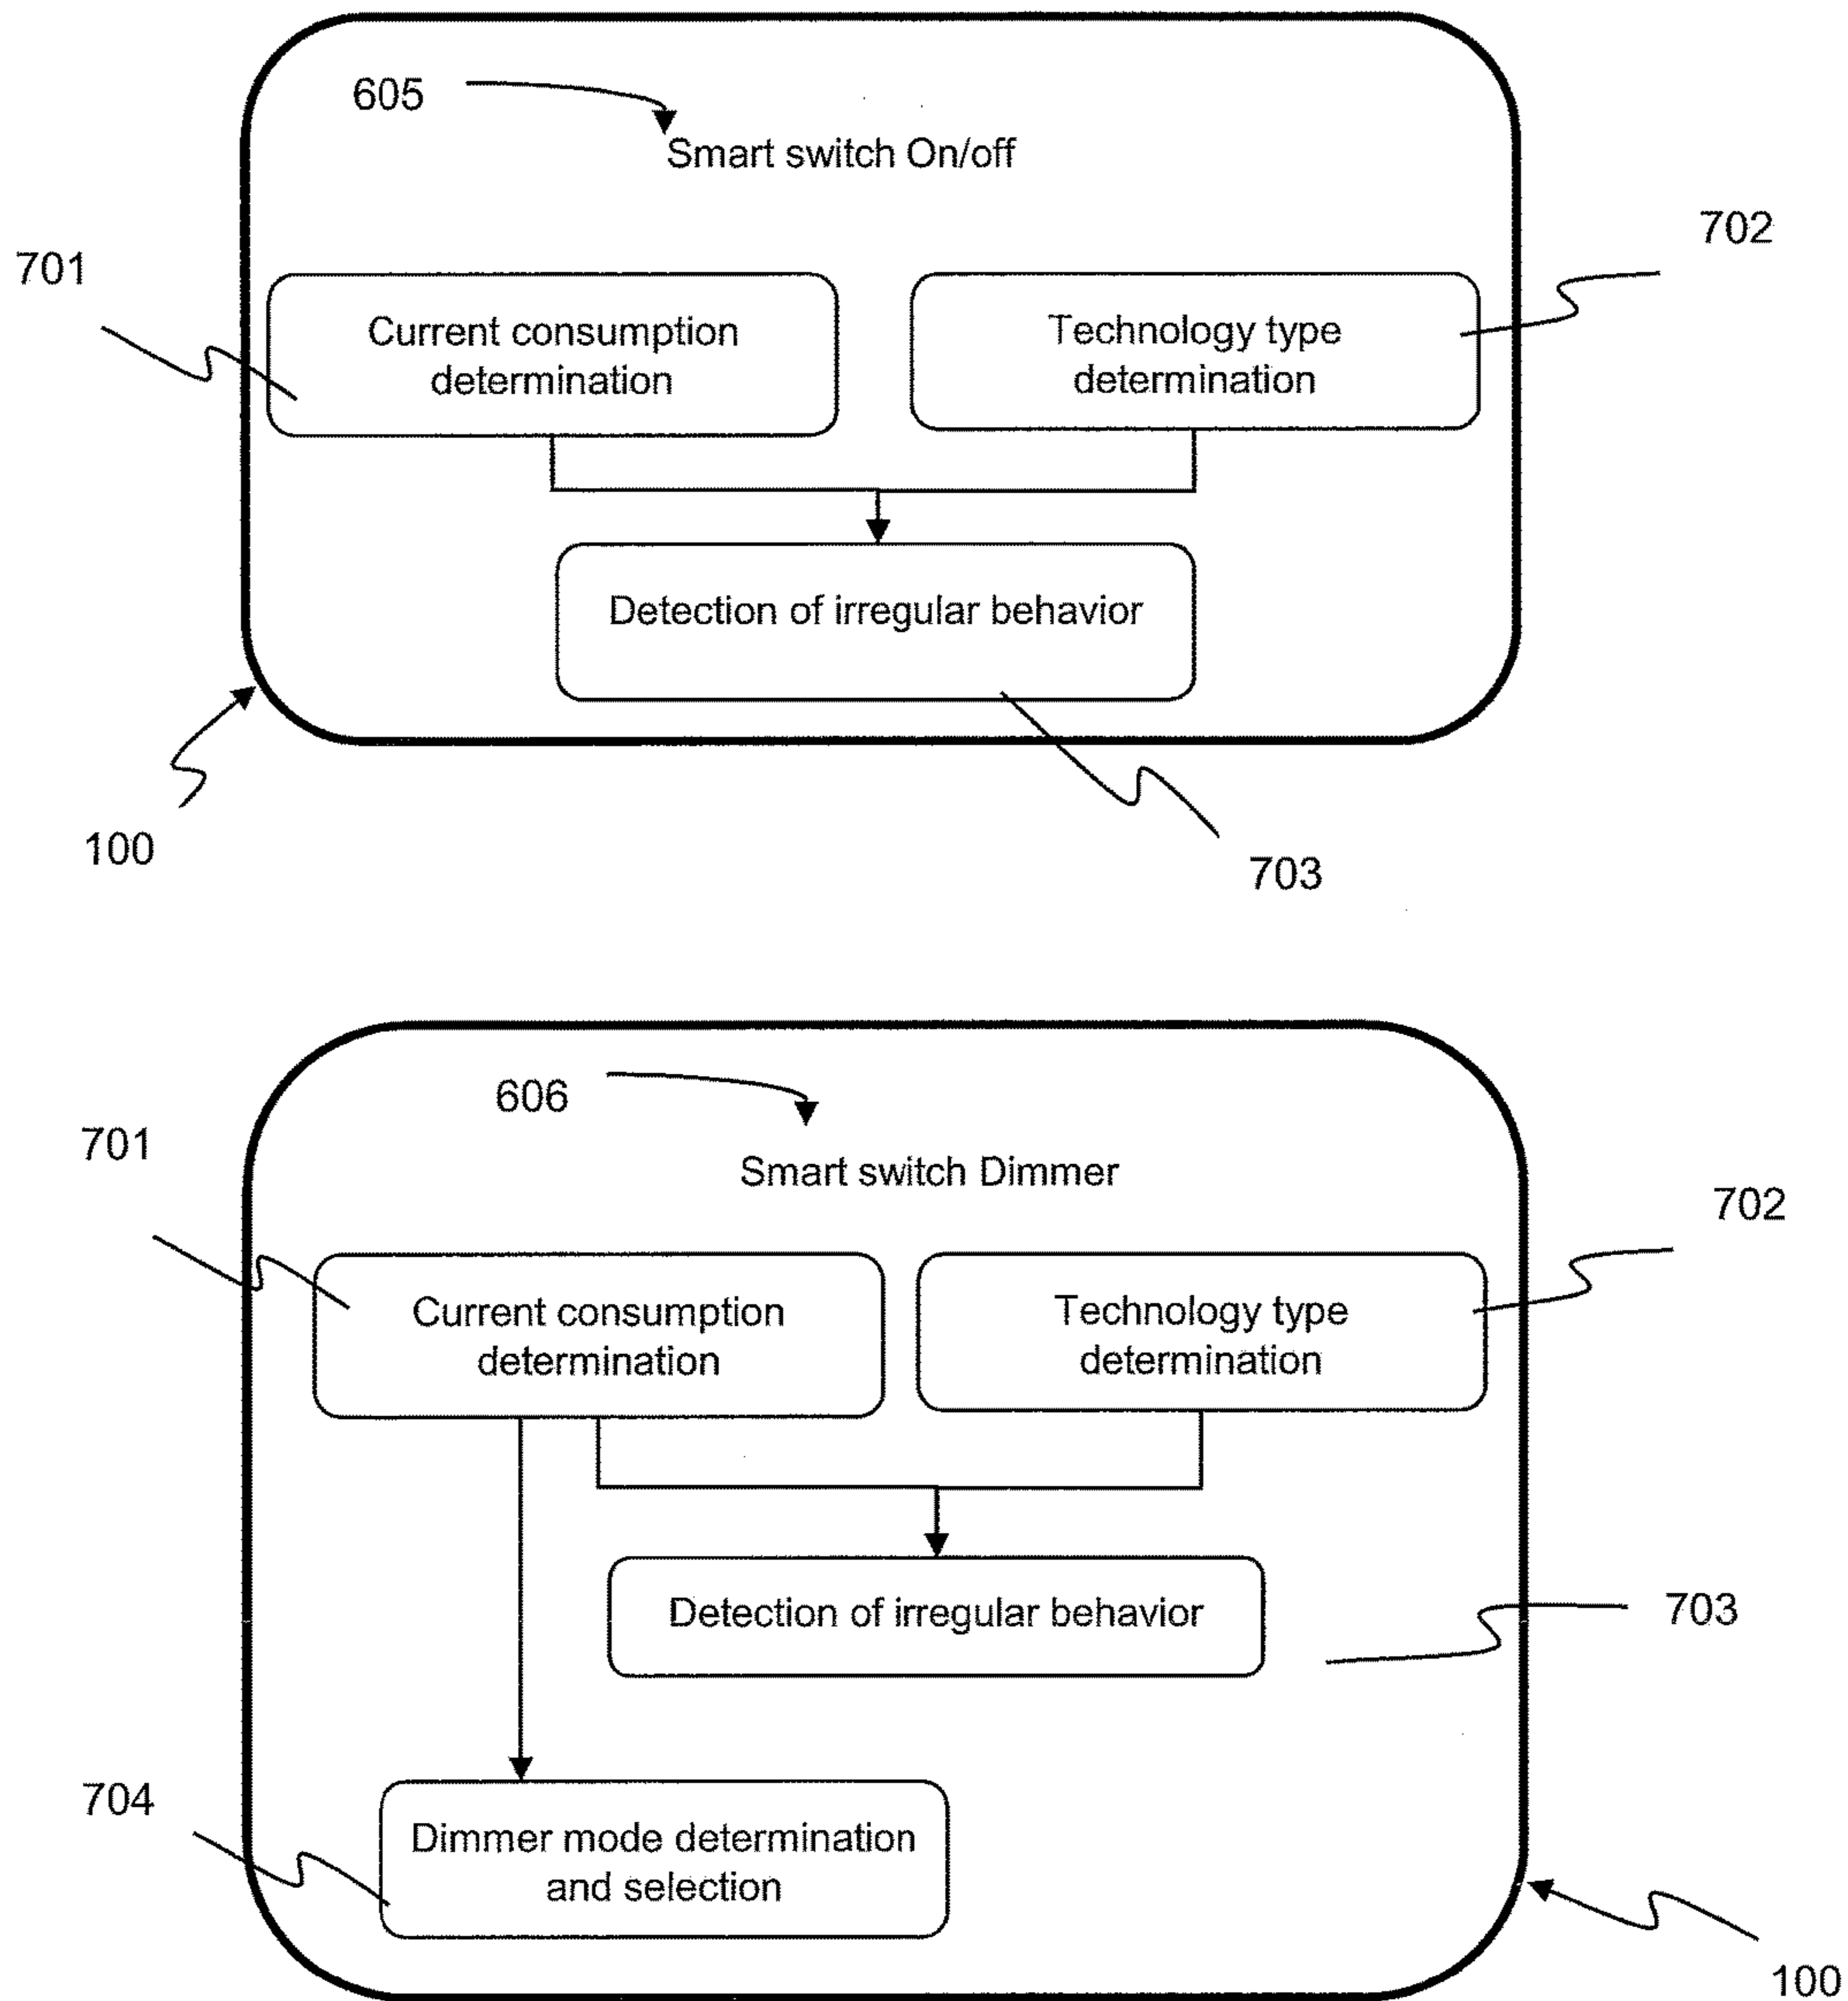 605
Smart switch On/off
702
701
Current consumption
determination
Technology type
determination
Detection of irregular behavior
100
703
606
701
Smart switch Dimmer
702
Current consumption
determination
Technology type
determination
Detection of irregular behavior
703
704
Dimmer mode determination
and selection
100